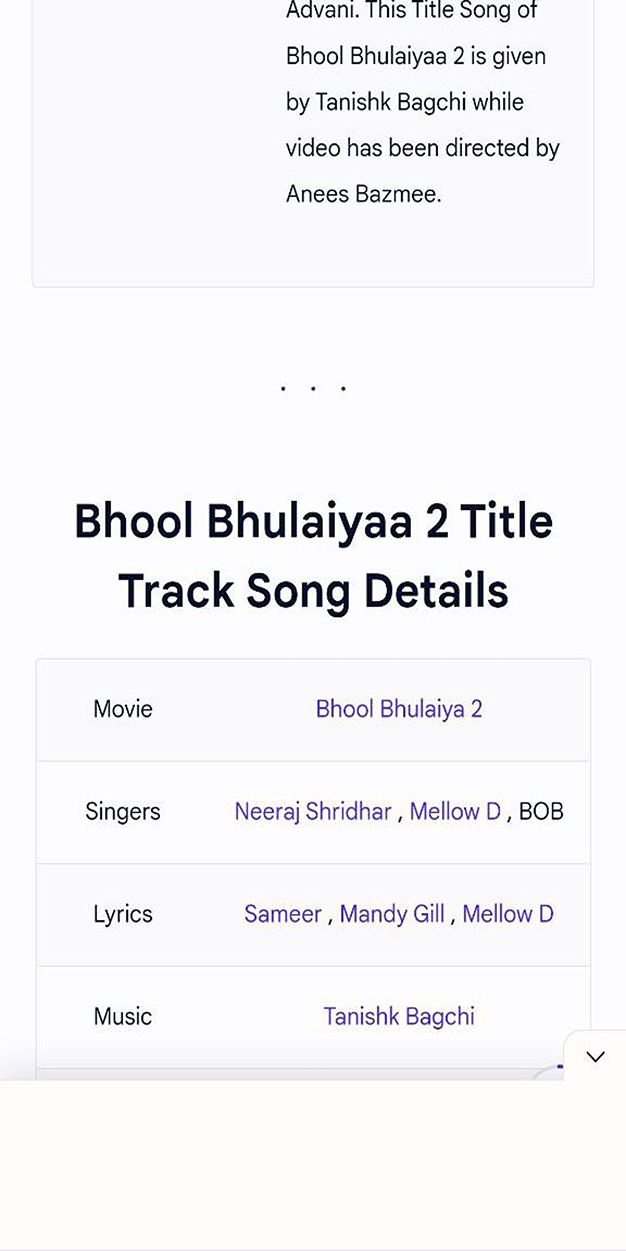 Advani. This Title Song of
Bhool Bhulaiyaa 2 is given
by Tanishk Bagchi while
video has been directed by
Anees Bazmee.
. . .
Bhool Bhulaiyaa 2 Title
Track Song Details
Movie Bhool Bhulaiya 2
Singers Neeraj Shridhar , Mellow D , BOB
Lyrics Sameer , Mandy Gill , Mellow D
Music Tanishk Bagchi